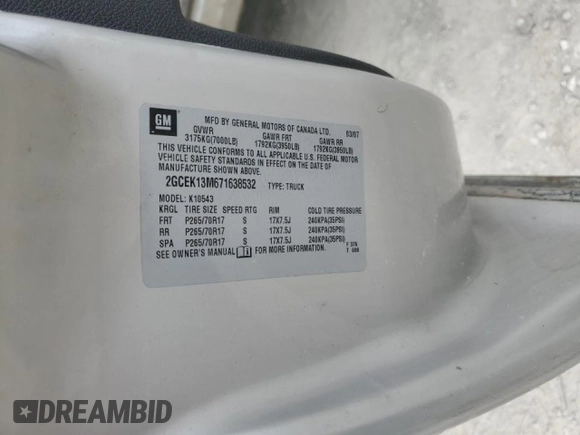 GM
MFD BY GENERAL MOTORS OF CANADA LTD. 03/07
GVWR GAWR FRT GAWR RR
3175KG(7000LB) 1792KG(3950LB) 1792KG(3950LB)
THIS VEHICLE CONFORMS TO ALL APPLICABLE U.S. FEDERAL MOTOR
VEHICLE SAFETY STANDARDS IN EFFECT ON THE DATE OF
MANUFACTURE SHOWN ABOVE.
2GCEK13M671638532 TYPE: TRUCK
MODEL: K10543
KRGL TIRE SIZE SPEED RTG RIM COLD TIRE PRESSURE
FRT P265/70R17 S 17X7.5J 240KPA(35PSI)
RR P265/70R17 S 17X7.5J 240KPA(35PSI)
SPA P265/70R17 S 17X7.5J 240KPA(35PSI)
SEE OWNER'S MANUAL FOR MORE INFORMATION.
DREAMBID